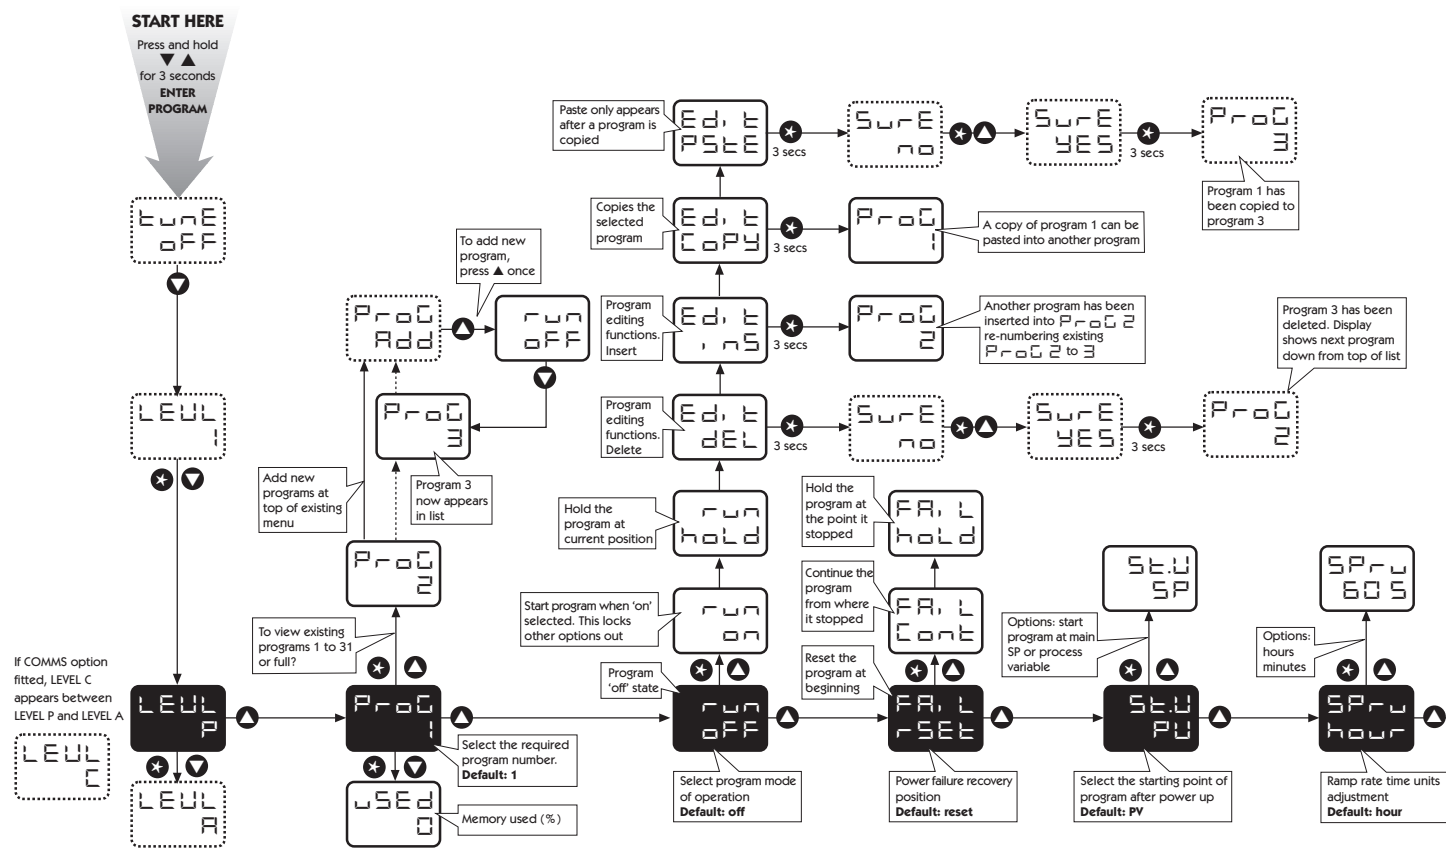 START HERE
Press and hold
▼ ▲
for 3 seconds
ENTER
PROGRAM
tunE
oFF
LEVL
1
LEVL
P
LEVL
A
If COMMS option
fitted, LEVEL C
appears between
LEVEL P and LEVEL A
LEVL
C
To add new
program,
press ▲ once
ProG
Add
run
oFF
ProG
3
Add new
programs at
top of existing
menu
Program 3
now appears
in list
ProG
2
To view existing
programs 1 to 31
or full?
ProG
1
Select the required
program number.
Default: 1
uSEd
0
Memory used (%)
Paste only appears
after a program is
copied
Edit
PStE
3 secs
SurE
no
SurE
YES
3 secs
ProG
3
Program 1 has
been copied to
program 3
Copies the
selected
program
Edit
CoPY
3 secs
ProG
1
A copy of program 1 can be
pasted into another program
Program
editing
functions.
Insert
Edit
inS
3 secs
ProG
2
Another program has been
inserted into ProG 2
re-numbering existing
ProG 2 to 3
Program 3 has been
deleted. Display
shows next program
down from top of list
Program
editing
functions.
Delete
Edit
dEL
3 secs
SurE
no
SurE
YES
3 secs
ProG
2
Hold the
program at
current position
run
hoLd
Hold the
program at
the point it
stopped
FAiL
hoLd
Start program when ‘on’
selected. This locks
other options out
run
on
Continue the
program
from where
it stopped
FAiL
Cont
St.V
SP
SPru
60S
Options: start
program at main
SP or process
variable
Options:
hours
minutes
Program
‘off’ state
run
oFF
Select program mode
of operation
Default: off
Reset the
program at
beginning
FAiL
rSEt
Power failure recovery
position
Default: reset
St.V
PV
Select the starting point of
program after power up
Default: PV
SPru
hour
Ramp rate time units
adjustment
Default: hour